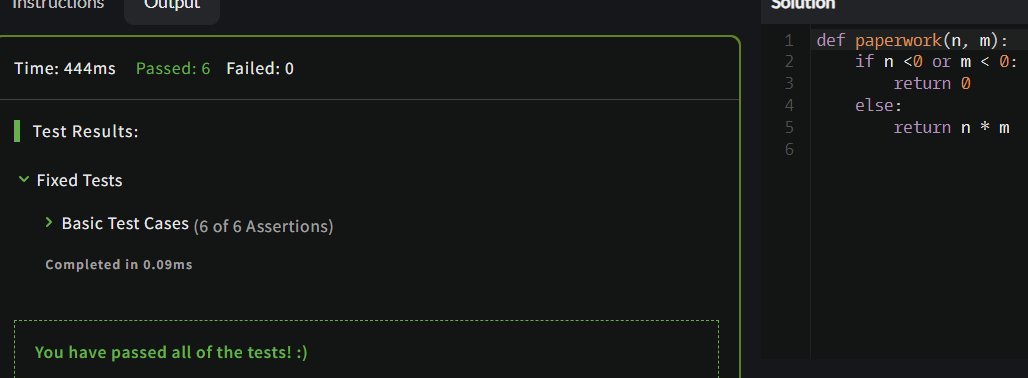 Instructions
Output
Time: 444ms Passed: 6 Failed: 0
Test Results:
Fixed Tests
Basic Test Cases (6 of 6 Assertions)
Completed in 0.09ms
You have passed all of the tests! :)
Solution
1 def paperwork(n, m):
2     if n <0 or m < 0:
3         return 0
4     else:
5         return n * m
6